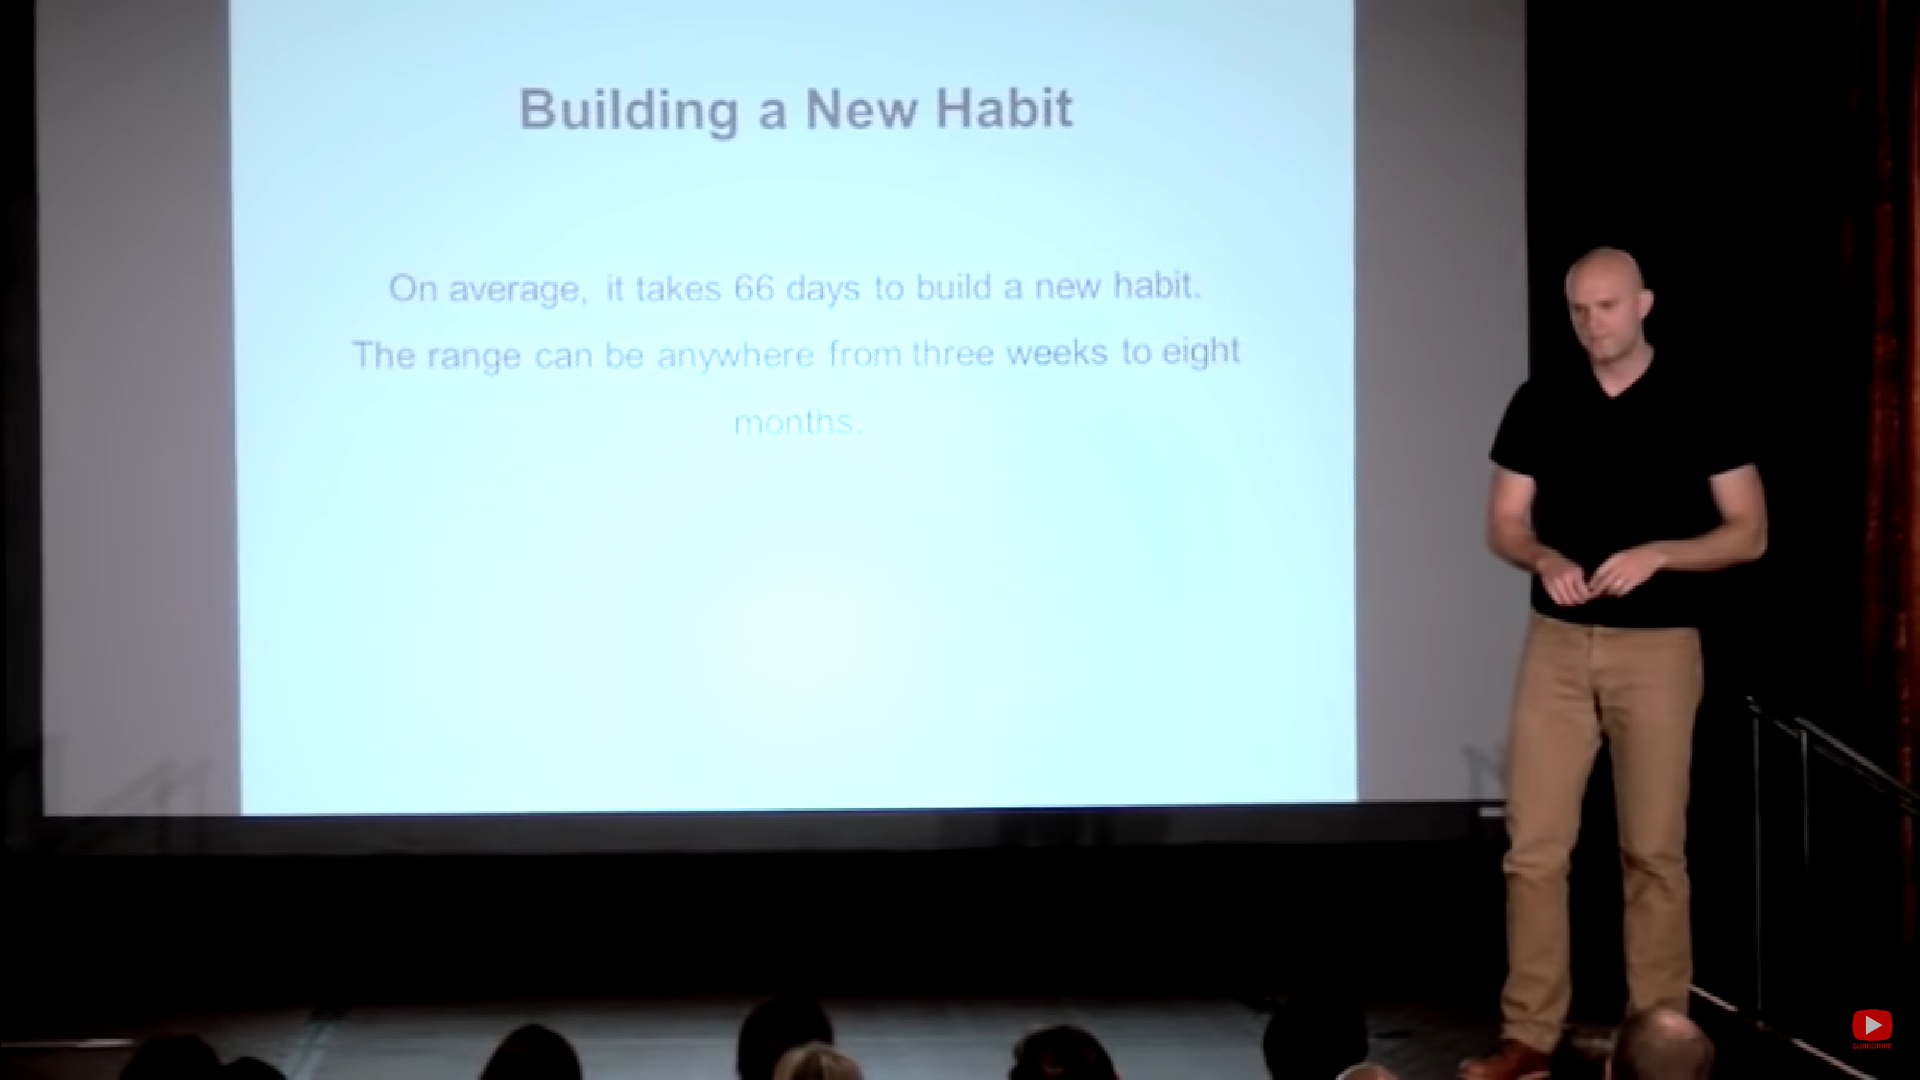 Building a New Habit
On average, it takes 66 days to build a new habit.
The range can be anywhere from three weeks to eight
months.
SUBSCRIBE